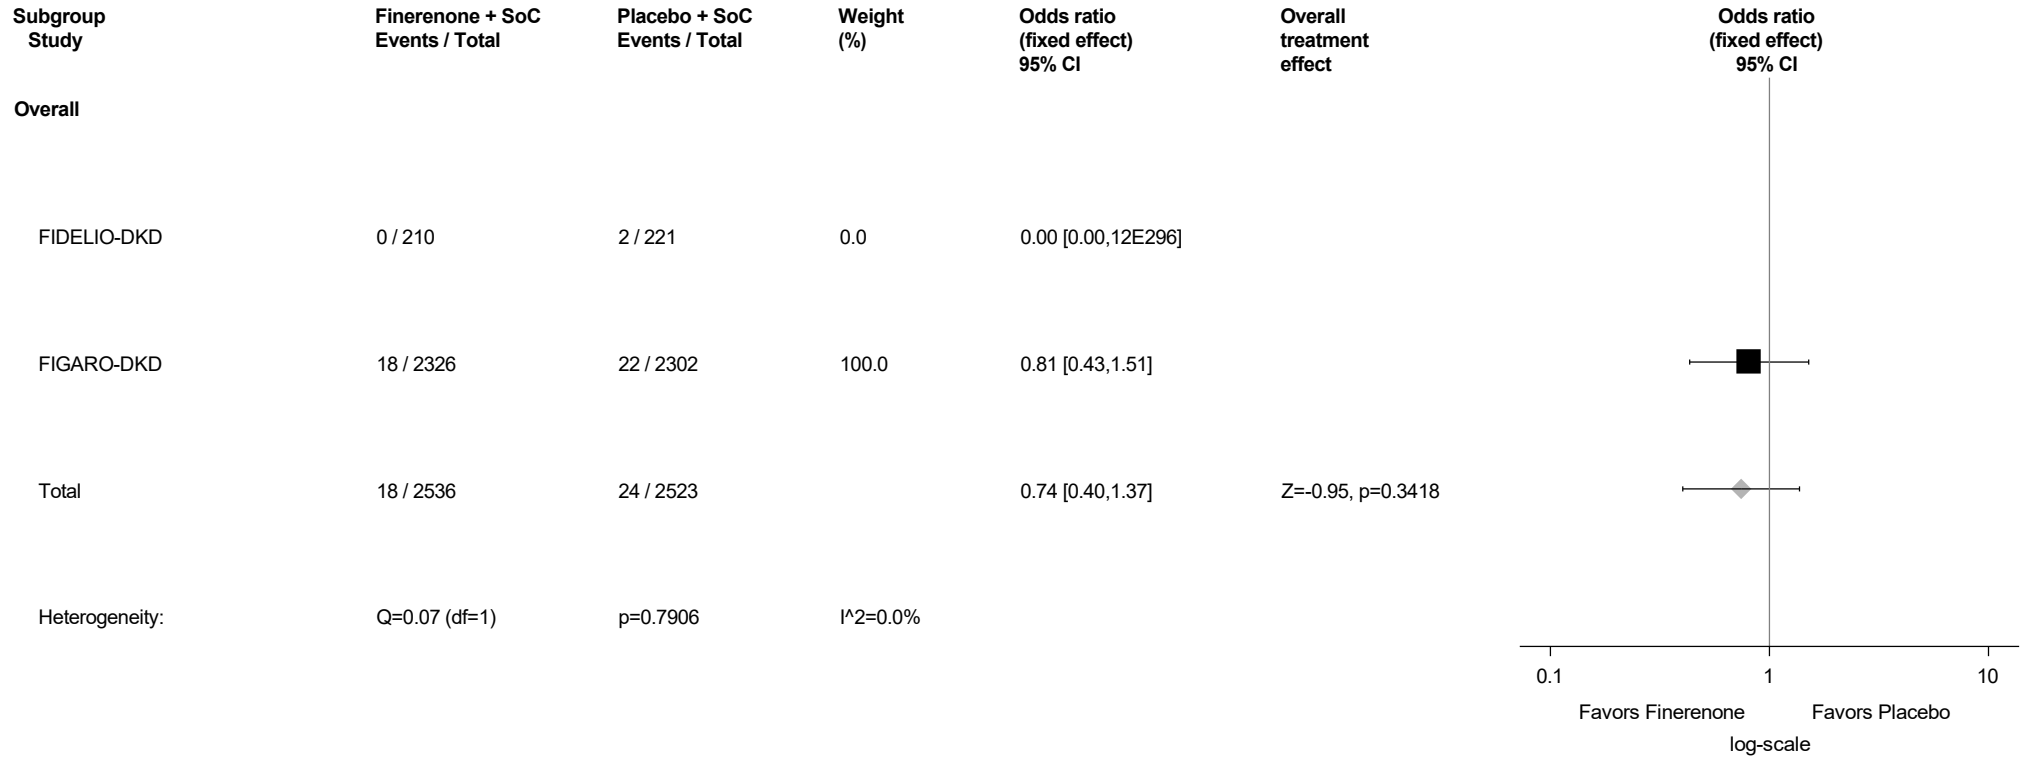 Subgroup Finerenone + SoC Placebo + SoC Weight Odds ratio Overall Odds ratio
Study Events / Total Events / Total (%) (fixed effect) treatment (fixed effect)
95% CI effect 95% CI
Overall
FIDELIO-DKD 0 / 210 2 / 221 0.0 0.00 [0.00,12E296]
FIGARO-DKD 18 / 2326 22 / 2302 100.0 0.81 [0.43,1.51]
Total 18 / 2536 24 / 2523 0.74 [0.40,1.37] Z=-0.95, p=0.3418
Heterogeneity: Q=0.07 (df=1) p=0.7906 I^2=0.0%
0.1 1 10
Favors Finerenone Favors Placebo
log-scale